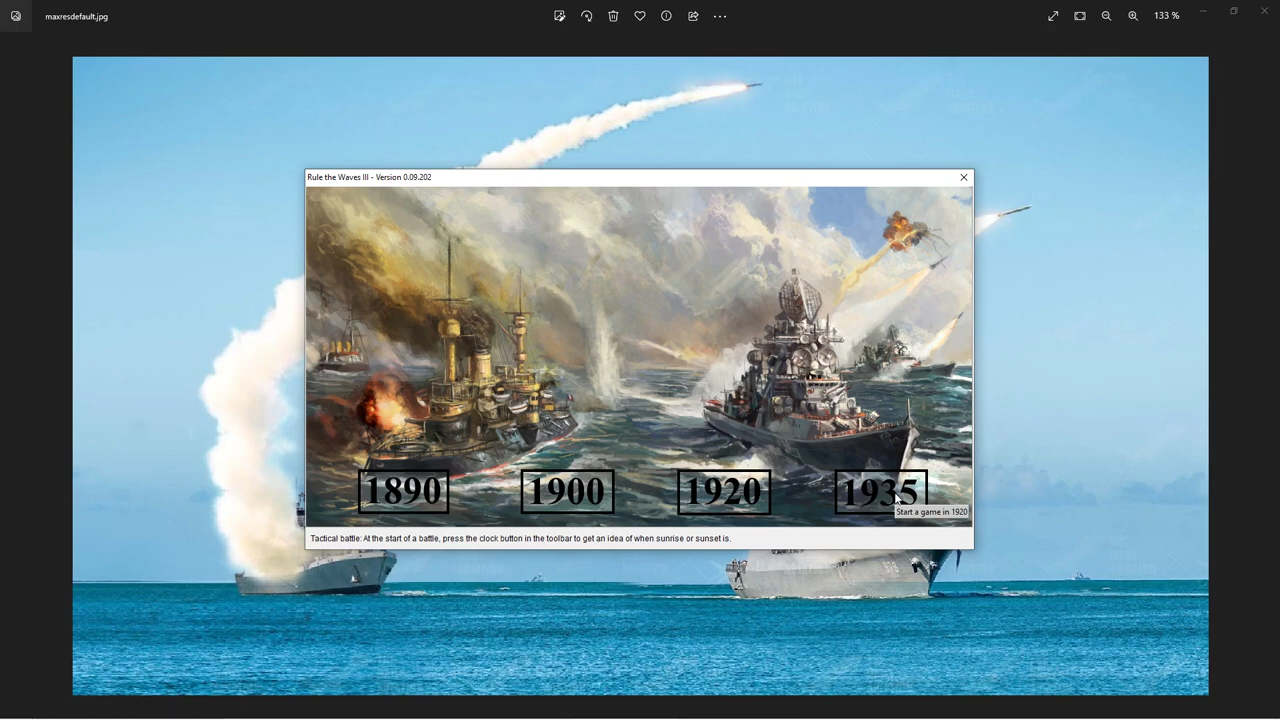 maxresdefault.jpg
133 %
Rule the Waves III - Version 0.09.202
1890
1900
1920
1935
Start a game in 1920
Tactical battle: At the start of a battle, press the clock button in the toolbar to get an idea of when sunrise or sunset is.